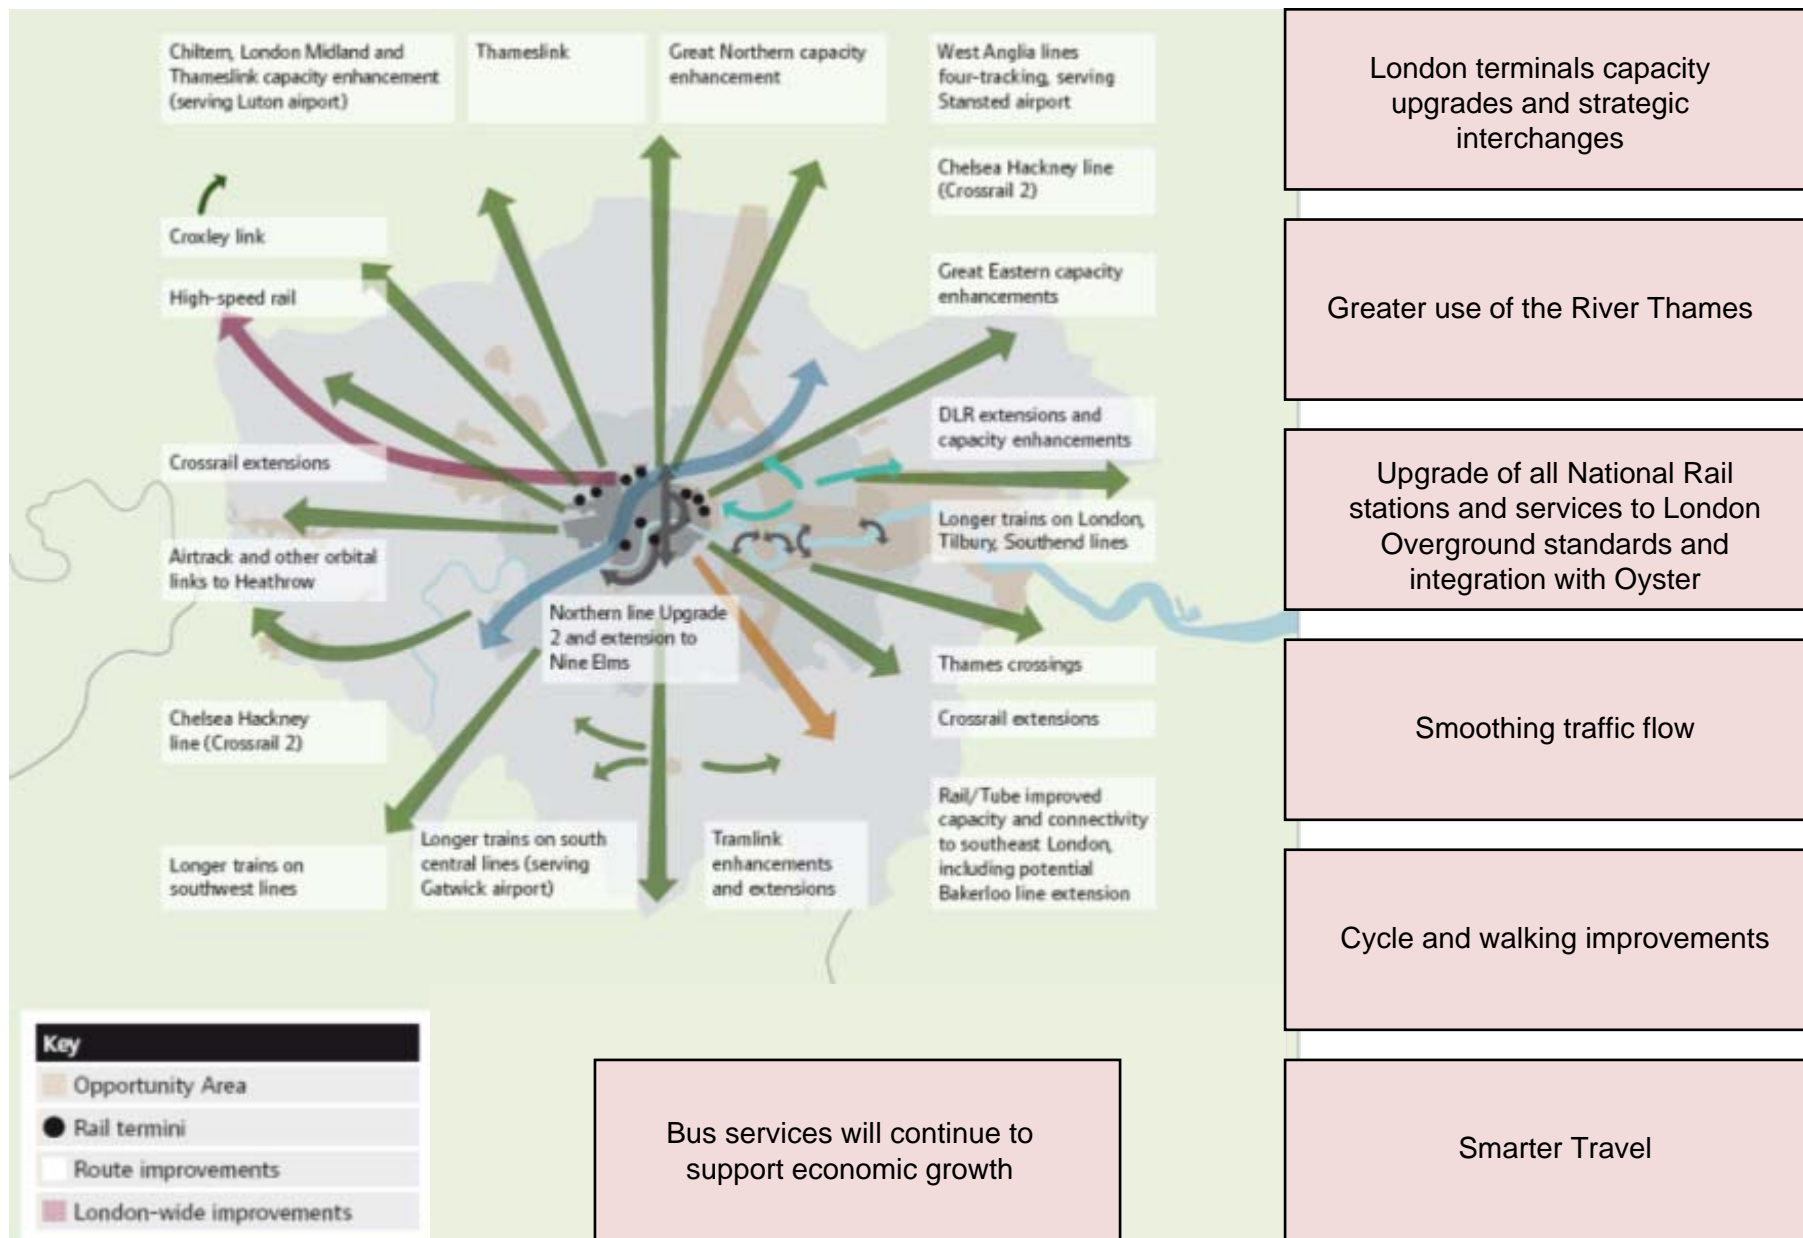 Chiltern, London Midland and
Thameslink capacity enhancement
(serving Luton airport)
Thameslink
Great Northern capacity
enhancement
West Anglia lines
four-tracking, serving
Stansted airport
Chelsea Hackney line
(Crossrail 2)
Croxley link
High-speed rail
Great Eastern capacity
enhancements
DLR extensions and
capacity enhancements
Crossrail extensions
Longer trains on London,
Tilbury, Southend lines
Airtrack and other orbital
links to Heathrow
Northern line Upgrade
2 and extension to
Nine Elms
Thames crossings
Crossrail extensions
Chelsea Hackney
line (Crossrail 2)
Rail/Tube improved
capacity and connectivity
to southeast London,
including potential
Bakerloo line extension
Longer trains on
southwest lines
Longer trains on south
central lines (serving
Gatwick airport)
Tramlink
enhancements
and extensions
Key
Opportunity Area
Rail termini
Route improvements
London-wide improvements
Bus services will continue to
support economic growth
London terminals capacity
upgrades and strategic
interchanges
Greater use of the River Thames
Upgrade of all National Rail
stations and services to London
Overground standards and
integration with Oyster
Smoothing traffic flow
Cycle and walking improvements
Smarter Travel